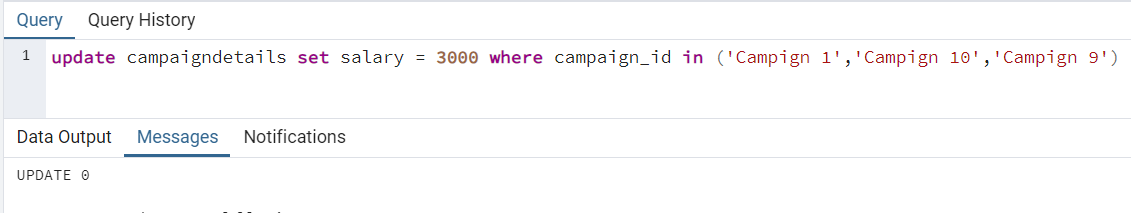 Query Query History
1 update campaigndetails set salary = 3000 where campaign_id in ('Campign 1','Campign 10','Campign 9')
Data Output Messages Notifications
UPDATE 0